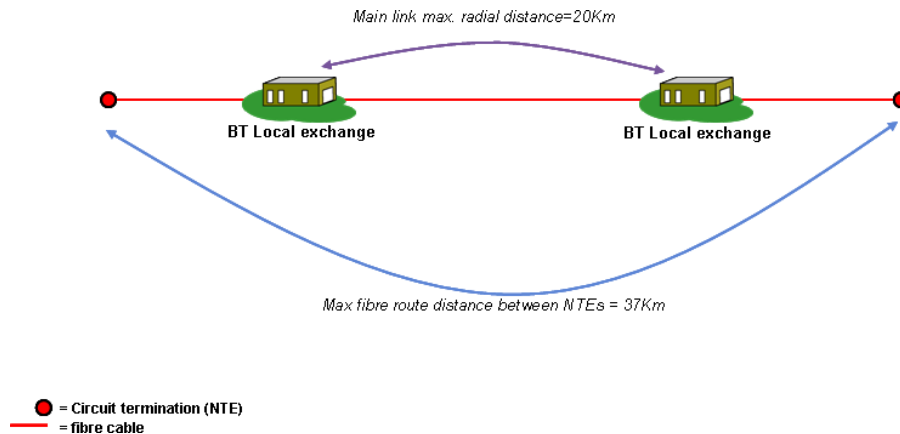 Main link max. radial distance=20Km
BT Local exchange
BT Local exchange
Max fibre route distance between NTEs = 37Km
= Circuit termination (NTE)
= fibre cable